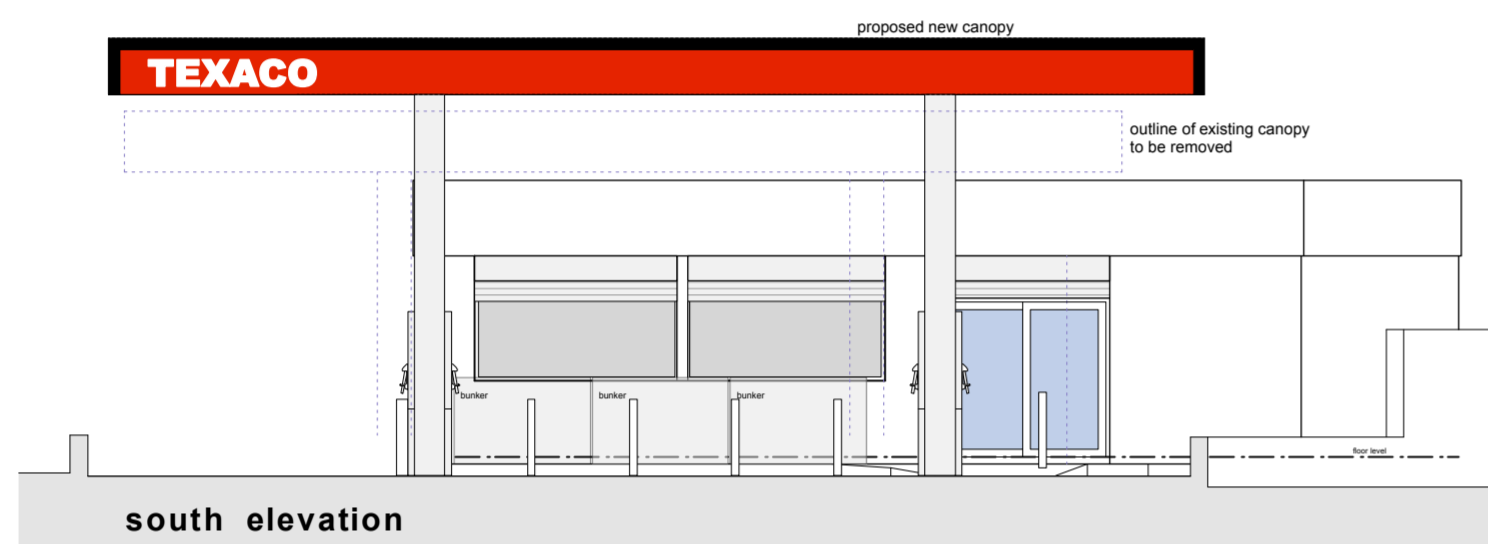 proposed new canopy
TEXACO
outline of existing canopy
to be removed
bunker
bunker
bunker
floor level
south elevation